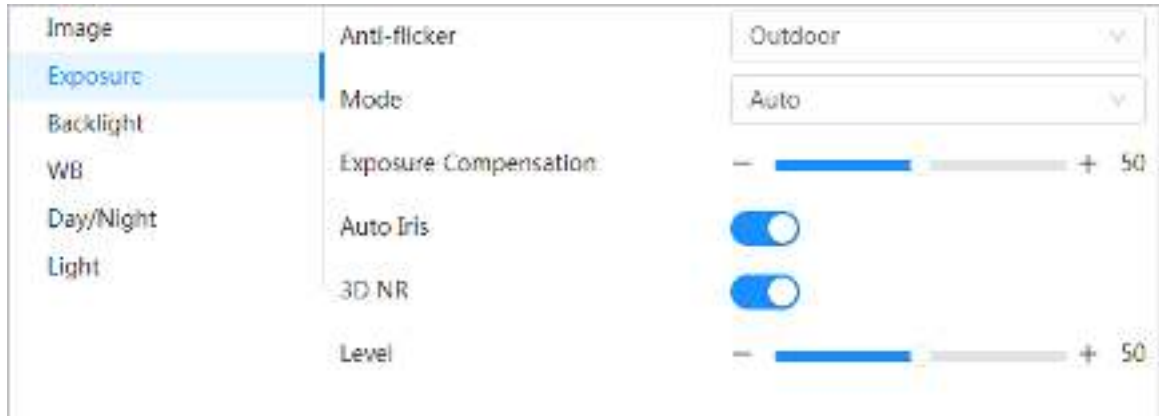 Image
Exposure
Backlight
WB
Day/Night
Light
Anti-flicker Outdoor
Mode Auto
Exposure Compensation − + 50
Auto Iris
3D NR
Level − + 50